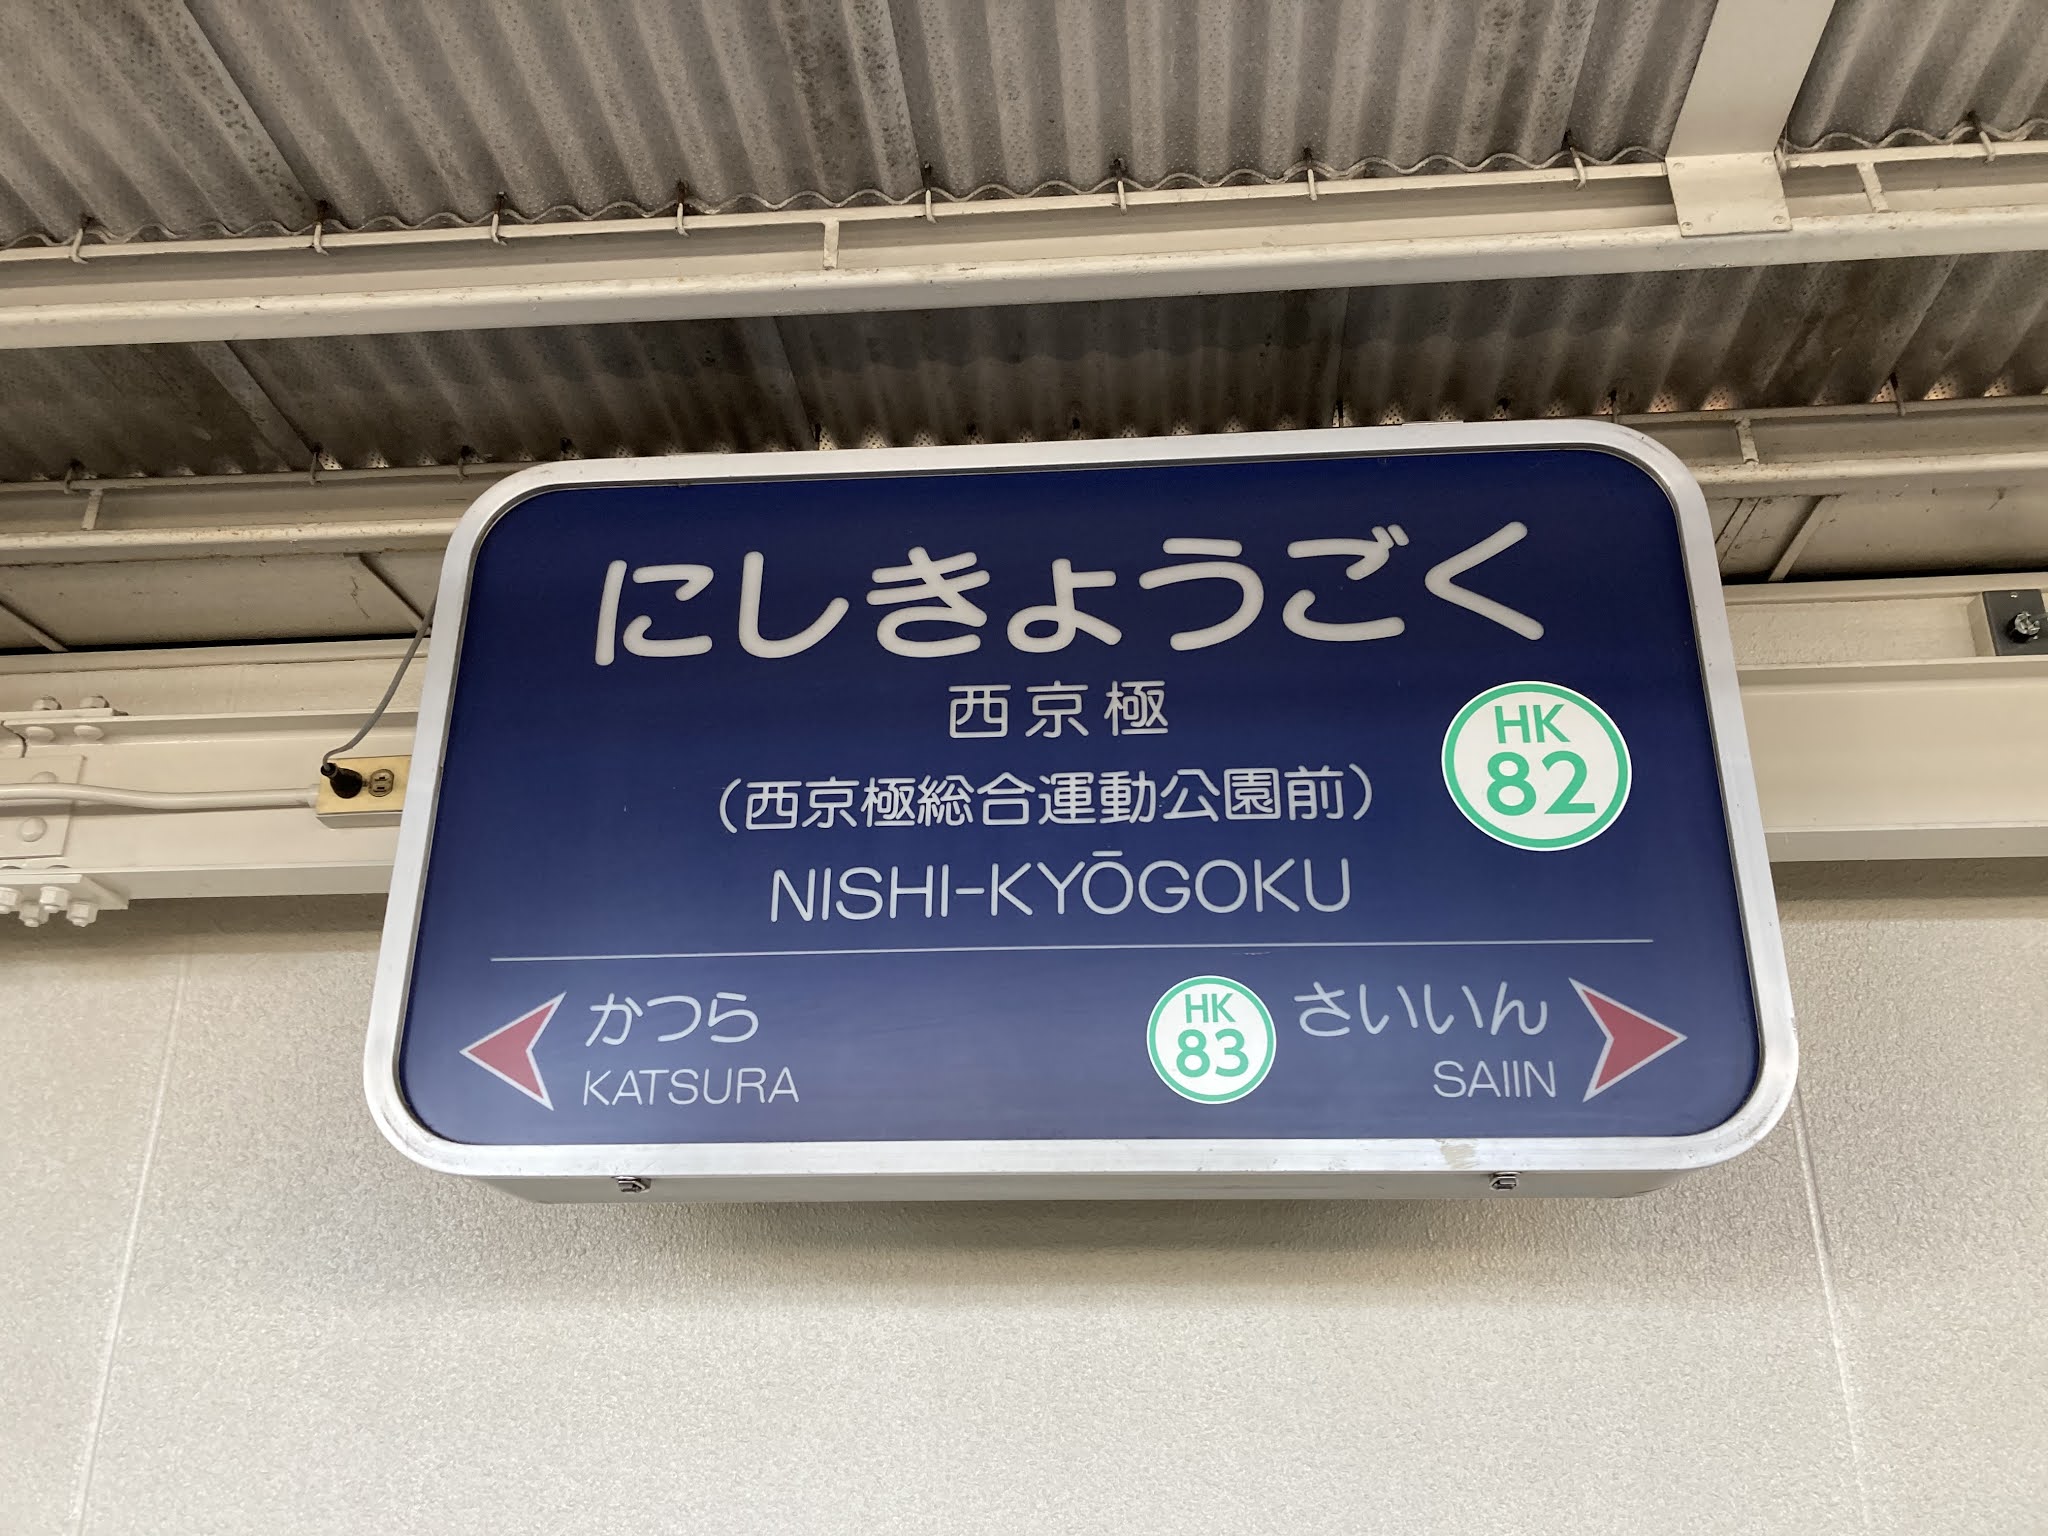 にしきょうごく
西京極
(西京極総合運動公園前)
HK
82
NISHI-KYŌGOKU
かつら
KATSURA
HK
83
さいいん
SAIIN